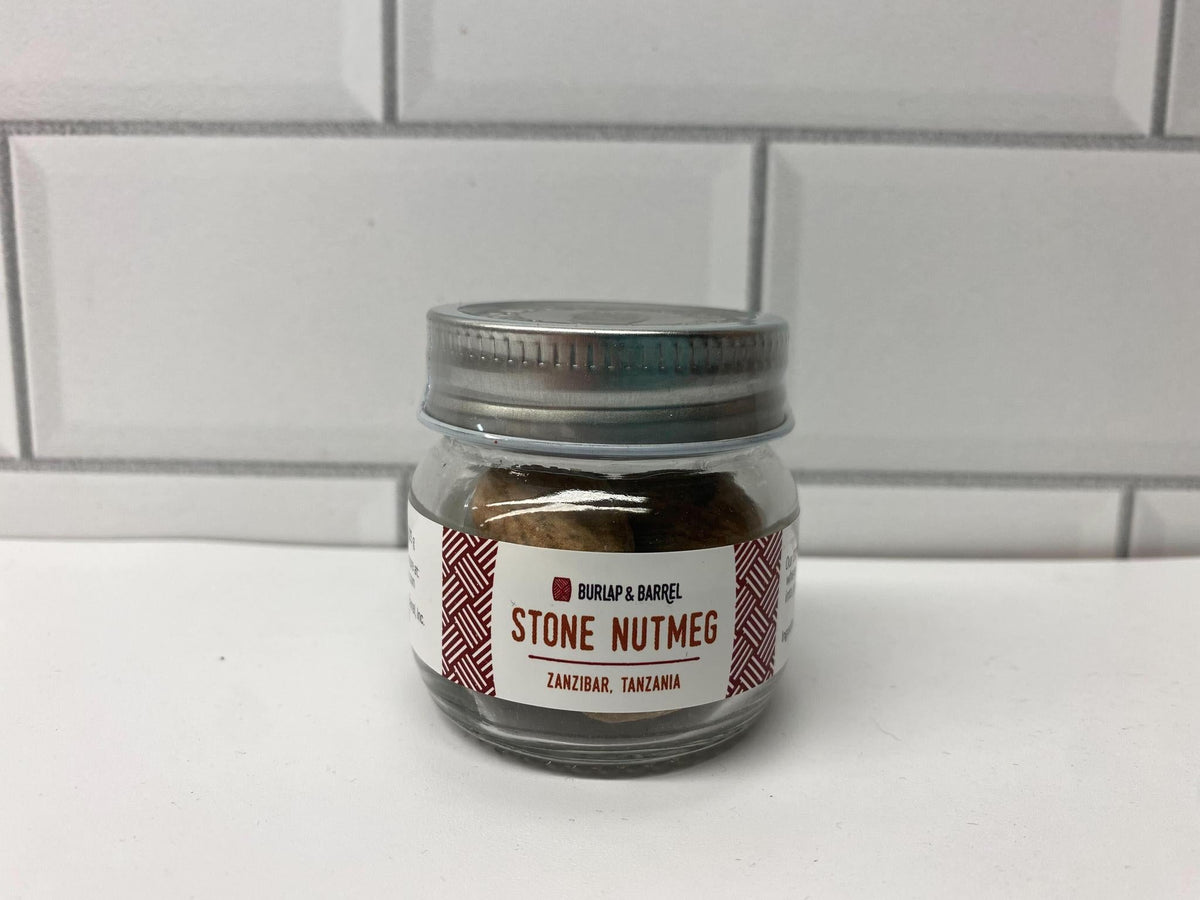 BURLAP & BARREL
STONE NUTMEG
ZANZIBAR, TANZANIA